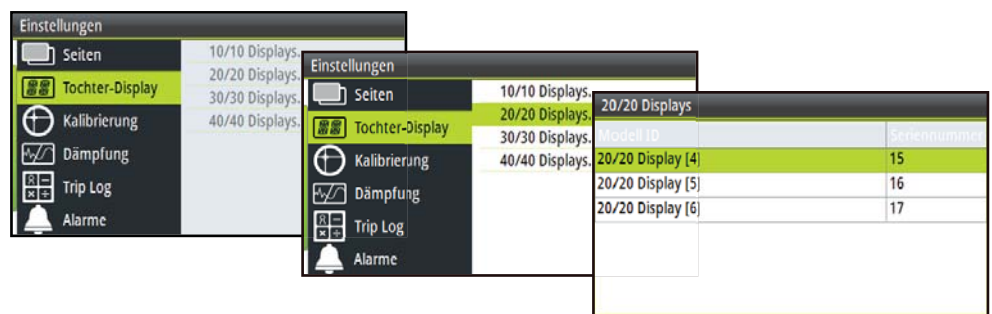 Einstellungen
Seiten
Tochter-Display
Kalibrierung
Dämpfung
Trip Log
Alarme
10/10 Displays.
20/20 Displays.
30/30 Displays.
40/40 Displays.
Einstellungen
Seiten
Tochter-Display
Kalibrierung
Dämpfung
Trip Log
Alarme
10/10 Displays.
20/20 Displays.
30/30 Displays.
40/40 Displays.
20/20 Displays
Modell ID Seriennummer
20/20 Display [4] 15
20/20 Display [5] 16
20/20 Display [6] 17